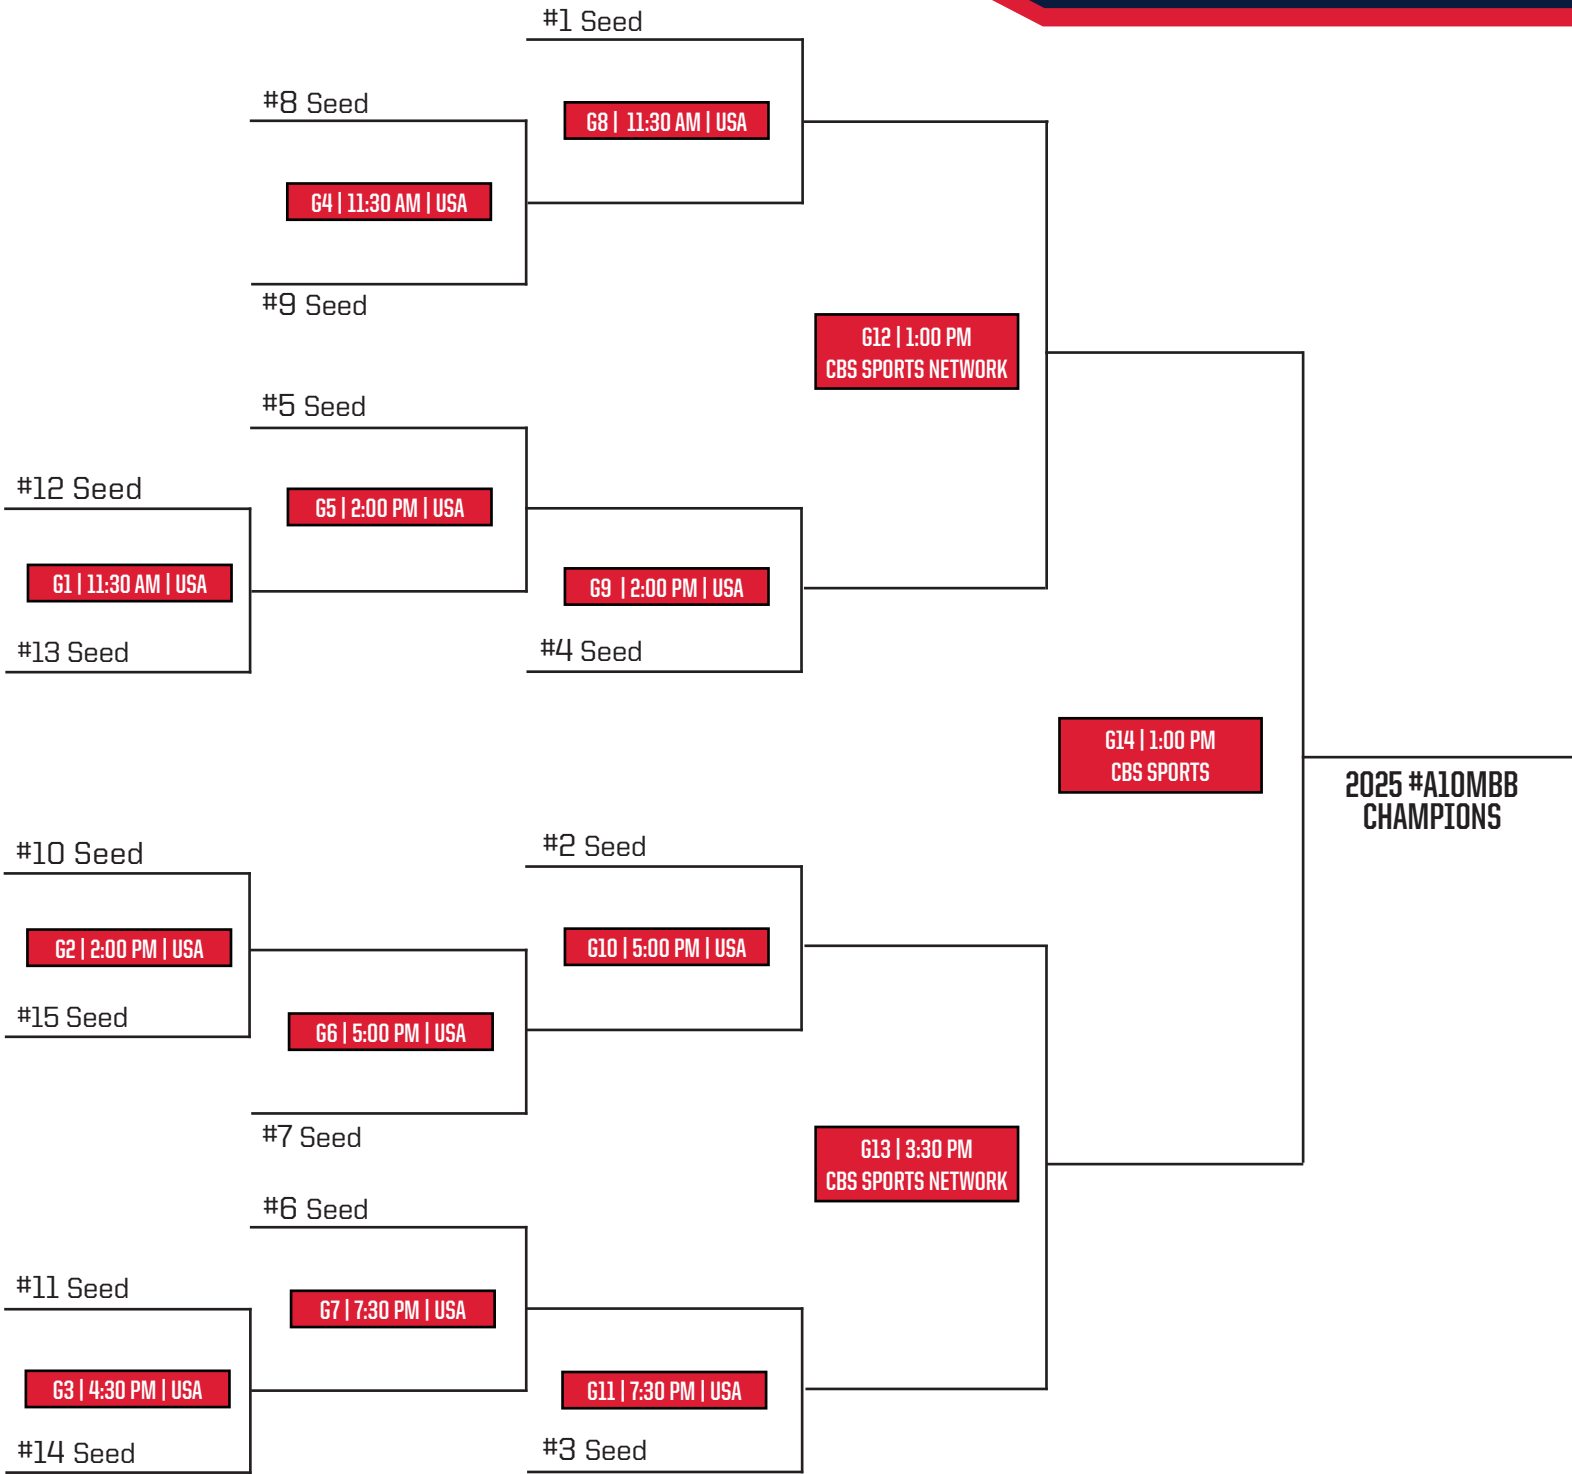 #1 Seed
#8 Seed
G8 | 11:30 AM | USA
G4 | 11:30 AM | USA
#9 Seed
G12 | 1:00 PM
CBS SPORTS NETWORK
#5 Seed
#12 Seed
G5 | 2:00 PM | USA
G1 | 11:30 AM | USA
G9 | 2:00 PM | USA
#13 Seed
#4 Seed
G14 | 1:00 PM
CBS SPORTS
2025 #A10MBB
CHAMPIONS
#10 Seed
#2 Seed
G2 | 2:00 PM | USA
G10 | 5:00 PM | USA
#15 Seed
G6 | 5:00 PM | USA
#7 Seed
G13 | 3:30 PM
CBS SPORTS NETWORK
#6 Seed
#11 Seed
G7 | 7:30 PM | USA
G3 | 4:30 PM | USA
G11 | 7:30 PM | USA
#14 Seed
#3 Seed